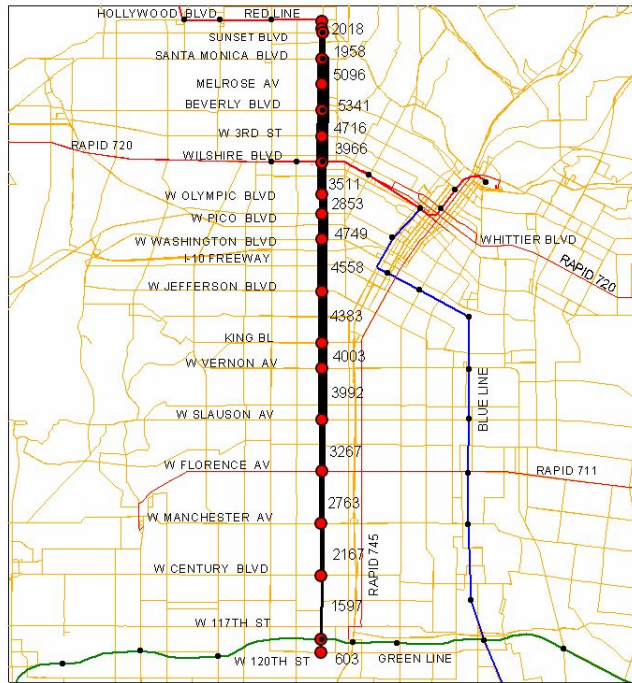 HOLLYWOOD BLVD RED LINE
2018
SUNSET BLVD
1958
SANTA MONICA BLVD
5096
MELROSE AV
BEVERLY BLVD
5341
4716
W 3RD ST
RAPID 720
3966
WILSHIRE BLVD
3511
W OLYMPIC BLVD
2853
W PICO BLVD
4749
W WASHINGTON BLVD
WHITTIER BLVD
I-10 FREEWAY
4558
RAPID 720
W JEFFERSON BLVD
4383
KING BL
4003
W VERNON AV
3992
BLUE LINE
W SLAUSON AV
3267
W FLORENCE AV
RAPID 711
2763
W MANCHESTER AV
2167
RAPID 745
W CENTURY BLVD
1597
W 117TH ST
W 120TH ST
603
GREEN LINE